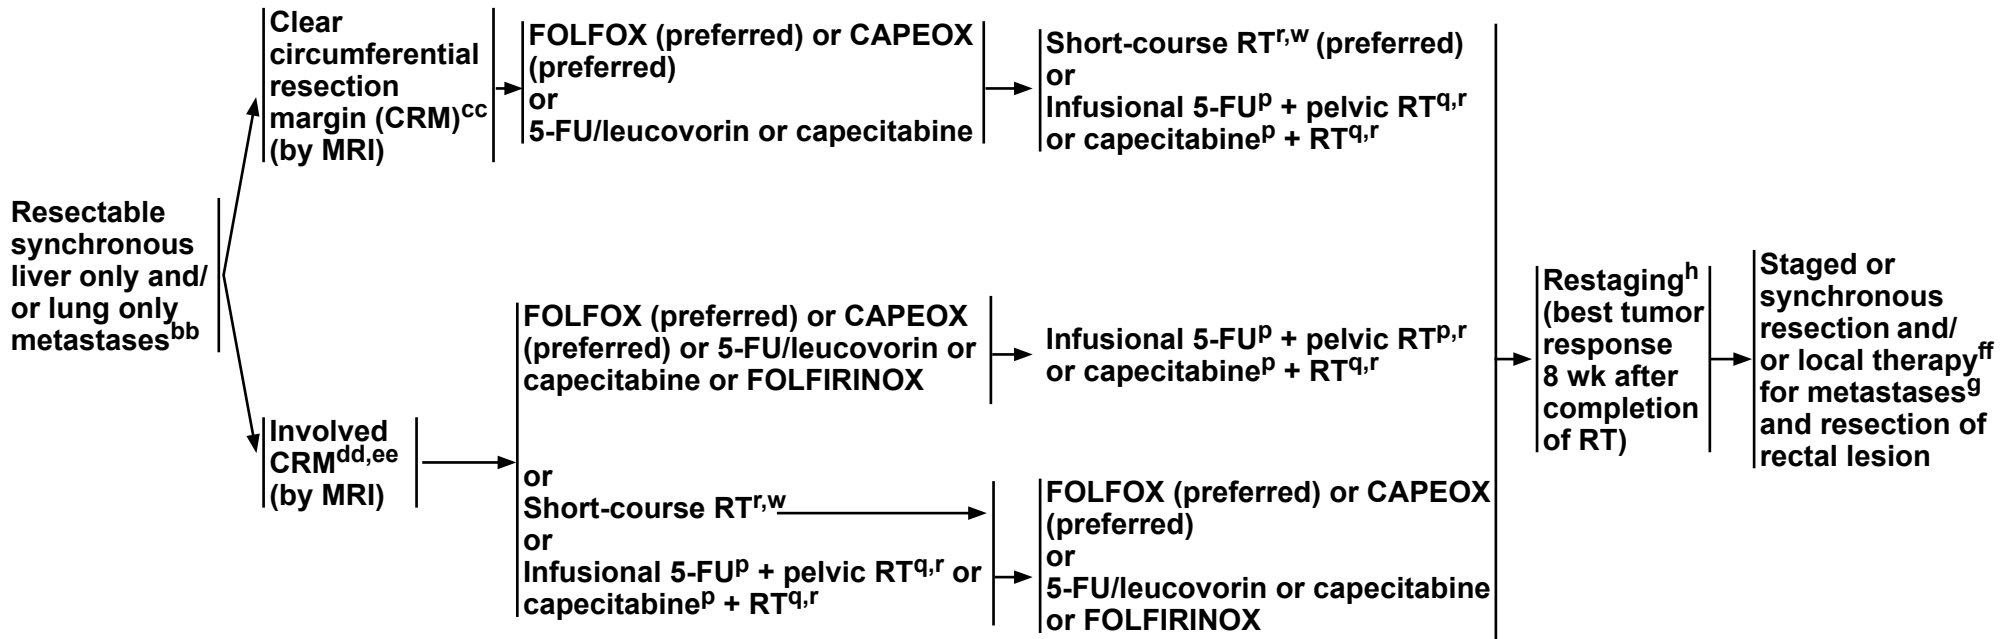 Resectable
synchronous
liver only and/
or lung only
metastasesbb
Clear
circumferential
resection
margin (CRM)cc
(by MRI)
FOLFOX (preferred) or CAPEOX
(preferred)
or
5-FU/leucovorin or capecitabine
Short-course RTr,w (preferred)
or
Infusional 5-FUp + pelvic RTq,r
or capecitabinep + RTq,r
Involved
CRMdd,ee
(by MRI)
FOLFOX (preferred) or CAPEOX
(preferred) or 5-FU/leucovorin or
capecitabine or FOLFIRINOX
Infusional 5-FUp + pelvic RTp,r
or capecitabinep + RTq,r
or
Short-course RTr,w
or
Infusional 5-FUp + pelvic RTq,r or
capecitabinep + RTq,r
FOLFOX (preferred) or CAPEOX
(preferred)
or
5-FU/leucovorin or capecitabine
or FOLFIRINOX
Restagingh
(best tumor
response
8 wk after
completion
of RT)
Staged or
synchronous
resection and/
or local therapyff
for metastasesg
and resection of
rectal lesion